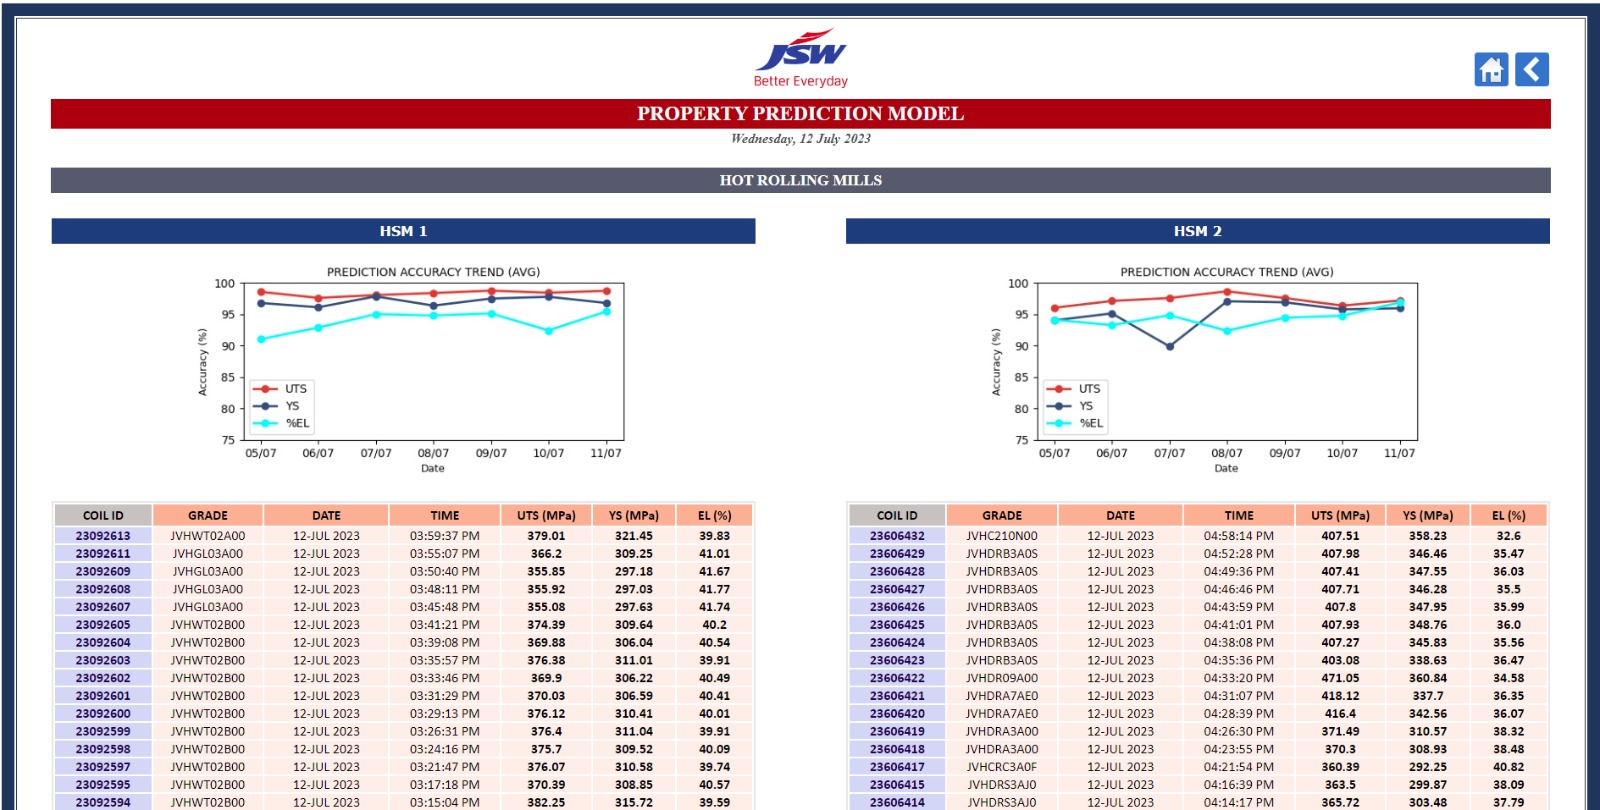 JSW
Better Everyday
PROPERTY PREDICTION MODEL
Wednesday, 12 July 2023
HOT ROLLING MILLS
HSM 1
PREDICTION ACCURACY TREND (AVG)
100
95
90
85
80
75
Accuracy (%)
UTS
YS
%EL
05/07 06/07 07/07 08/07 09/07 10/07 11/07
Date
COIL ID GRADE DATE TIME UTS (MPa) YS (MPa) EL (%)
23092613 JVHWT02A00 12-JUL 2023 03:59:37 PM 379.01 321.45 39.83
23092611 JVHGL03A00 12-JUL 2023 03:55:07 PM 366.2 309.25 41.01
23092609 JVHGL03A00 12-JUL 2023 03:50:40 PM 355.85 297.18 41.67
23092608 JVHGL03A00 12-JUL 2023 03:48:11 PM 355.92 297.03 41.77
23092607 JVHGL03A00 12-JUL 2023 03:45:48 PM 355.08 297.63 41.74
23092605 JVHWT02B00 12-JUL 2023 03:41:21 PM 374.39 309.64 40.2
23092604 JVHWT02B00 12-JUL 2023 03:39:08 PM 369.88 306.04 40.54
23092603 JVHWT02B00 12-JUL 2023 03:35:57 PM 376.38 311.01 39.91
23092602 JVHWT02B00 12-JUL 2023 03:33:46 PM 369.9 306.22 40.49
23092601 JVHWT02B00 12-JUL 2023 03:31:29 PM 370.03 306.59 40.41
23092600 JVHWT02B00 12-JUL 2023 03:29:13 PM 376.12 310.41 40.01
23092599 JVHWT02B00 12-JUL 2023 03:26:31 PM 376.4 311.04 39.91
23092598 JVHWT02B00 12-JUL 2023 03:24:16 PM 375.7 309.52 40.09
23092597 JVHWT02B00 12-JUL 2023 03:21:47 PM 376.07 310.58 39.74
23092595 JVHWT02B00 12-JUL 2023 03:17:18 PM 370.39 308.85 40.57
23092594 JVHWT02B00 12-JUL 2023 03:15:04 PM 382.25 315.72 39.59
HSM 2
PREDICTION ACCURACY TREND (AVG)
100
95
90
85
80
75
Accuracy (%)
UTS
YS
%EL
05/07 06/07 07/07 08/07 09/07 10/07 11/07
Date
COIL ID GRADE DATE TIME UTS (MPa) YS (MPa) EL (%)
23606432 JVHC210N00 12-JUL 2023 04:58:14 PM 407.51 358.23 32.6
23606429 JVHDRB3A0S 12-JUL 2023 04:52:28 PM 407.98 346.46 35.47
23606428 JVHDRB3A0S 12-JUL 2023 04:49:36 PM 407.41 347.55 36.03
23606427 JVHDRB3A0S 12-JUL 2023 04:46:46 PM 407.71 346.28 35.5
23606426 JVHDRB3A0S 12-JUL 2023 04:43:59 PM 407.8 347.95 35.99
23606425 JVHDRB3A0S 12-JUL 2023 04:41:01 PM 407.93 348.76 36.0
23606424 JVHDRB3A0S 12-JUL 2023 04:38:08 PM 407.27 345.83 35.56
23606423 JVHDRB3A0S 12-JUL 2023 04:35:36 PM 403.08 338.63 36.47
23606422 JVHDR09A00 12-JUL 2023 04:33:20 PM 471.05 360.84 34.58
23606421 JVHDRA7AE0 12-JUL 2023 04:31:07 PM 418.12 337.7 36.35
23606420 JVHDRA7AE0 12-JUL 2023 04:28:39 PM 416.4 342.56 36.07
23606419 JVHDRA3A00 12-JUL 2023 04:26:30 PM 371.49 310.57 38.32
23606418 JVHDRA3A00 12-JUL 2023 04:23:55 PM 370.3 308.93 38.48
23606417 JVHCRC3A0F 12-JUL 2023 04:21:54 PM 360.39 292.25 40.82
23606415 JVHDRS3AJ0 12-JUL 2023 04:16:39 PM 363.5 299.87 38.09
23606414 JVHDRS3AJ0 12-JUL 2023 04:14:17 PM 365.72 303.48 37.79